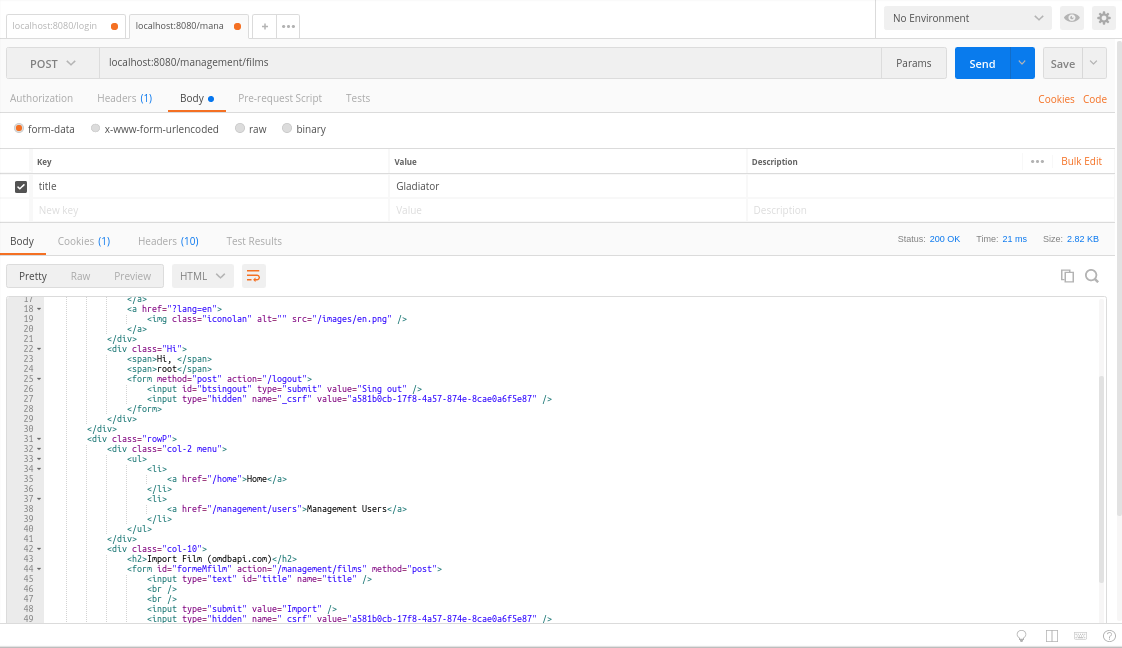 localhost:8080/login localhost:8080/mana + ••• No Environment
POST localhost:8080/management/films Params Send Save
Authorization Headers (1) Body Pre-request Script Tests Cookies Code
form-data x-www-form-urlencoded raw binary
Key Value Description ••• Bulk Edit
title Gladiator
New key Value Description
Body Cookies (1) Headers (10) Test Results Status: 200 OK Time: 21 ms Size: 2.82 KB
Pretty Raw Preview HTML
17 </a>
18 <a href="?lang=en">
19 <img class="iconolan" alt="" src="/images/en.png" />
20 </a>
21 </div>
22 <div class="Hi">
23 <span>Hi, </span>
24 <span>root</span>
25 <form method="post" action="/logout">
26 <input id="btsingout" type="submit" value="Sing out" />
27 <input type="hidden" name="_csrf" value="a581b0cb-17f8-4a57-874e-8cae0a6f5e87" />
28 </form>
29 </div>
30 </div>
31 <div class="rowP">
32 <div class="col-2 menu">
33 <ul>
34 <li>
35 <a href="/home">Home</a>
36 </li>
37 <li>
38 <a href="/management/users">Management Users</a>
39 </li>
40 </ul>
41 </div>
42 <div class="col-10">
43 <h2>Import Film (omdbapi.com)</h2>
44 <form id="formeMfilm" action="/management/films" method="post">
45 <input type="text" id="title" name="title" />
46 <br />
47 <br />
48 <input type="submit" value="Import" />
49 <input type="hidden" name="_csrf" value="a581b0cb-17f8-4a57-874e-8cae0a6f5e87" />